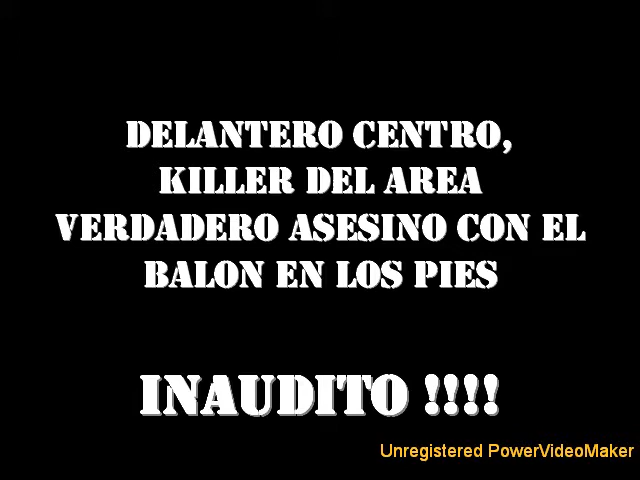 DELANTERO CENTRO,
KILLER DEL AREA
VERDADERO ASESINO CON EL
BALON EN LOS PIES
INAUDITO !!!!
Unregistered PowerVideoMaker